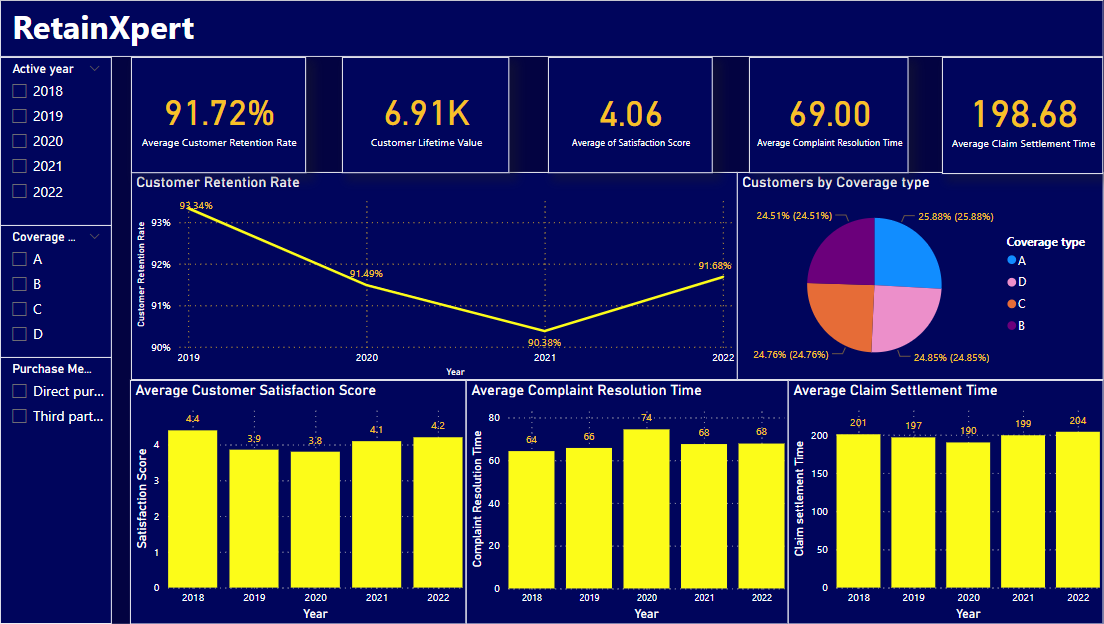 RetainXpert
Active year
2018
2019
2020
2021
2022
Coverage ...
A
B
C
D
Purchase Me...
Direct pur...
Third part...
91.72%
Average Customer Retention Rate
6.91K
Customer Lifetime Value
4.06
Average of Satisfaction Score
69.00
Average Complaint Resolution Time
198.68
Average Claim Settlement Time
Customer Retention Rate
Customer Retention Rate
93%
92%
91%
90%
93.34%
91.49%
90.38%
91.68%
2019
2020
2021
2022
Year
Customers by Coverage type
24.51% (24.51%)
25.88% (25.88%)
24.76% (24.76%)
24.85% (24.85%)
Coverage type
A
D
C
B
Average Customer Satisfaction Score
Satisfaction Score
4
3
2
1
0
4.4
3.9
3.8
4.1
4.2
2018
2019
2020
2021
2022
Year
Average Complaint Resolution Time
Complaint Resolution Time
80
60
40
20
0
64
66
74
68
68
2018
2019
2020
2021
2022
Year
Average Claim Settlement Time
Claim settlement Time
200
150
100
50
0
201
197
190
199
204
2018
2019
2020
2021
2022
Year